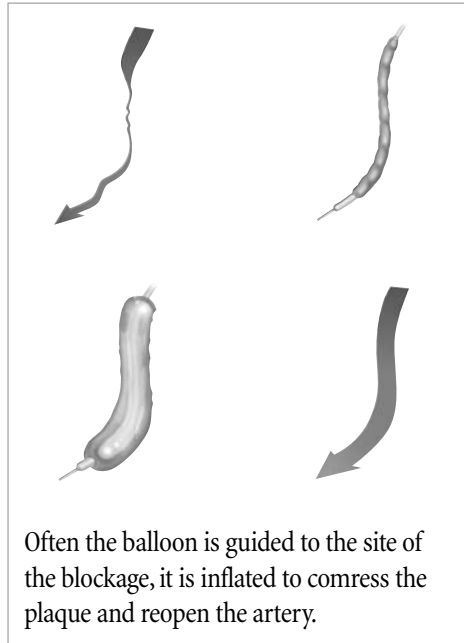 Often the balloon is guided to the site of
the blockage, it is inflated to comress the
plaque and reopen the artery.